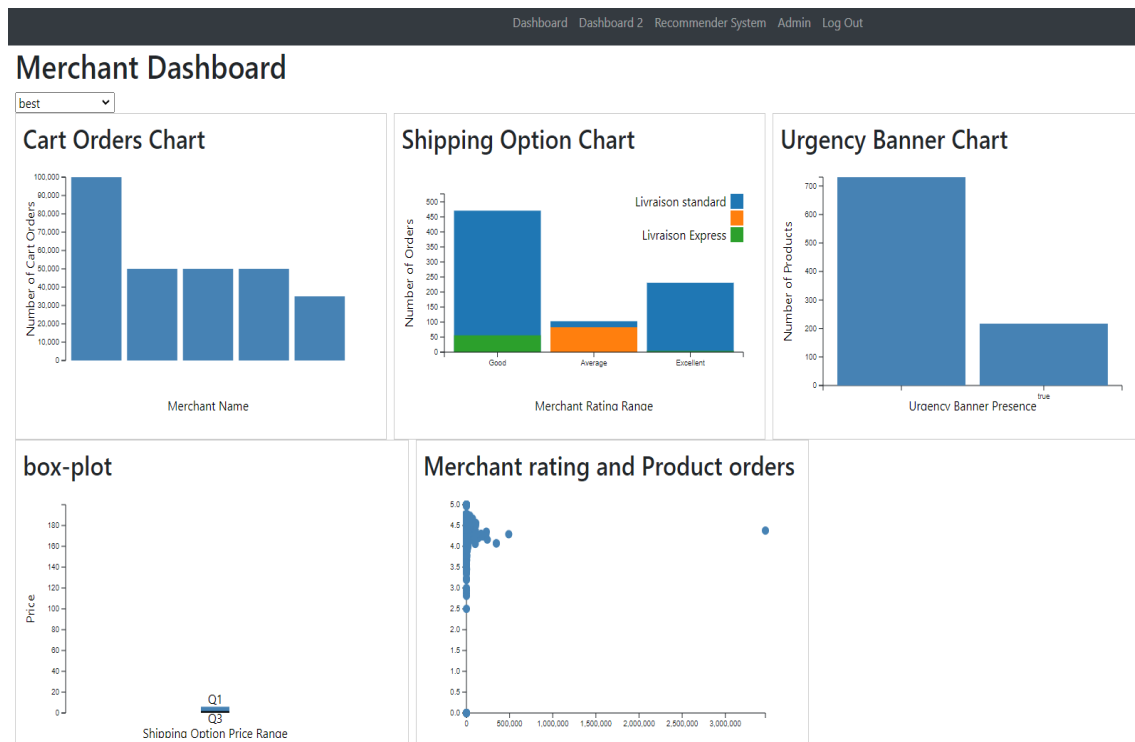 Dashboard Dashboard 2 Recommender System Admin Log Out
Merchant Dashboard
best
Cart Orders Chart
100,000
90,000
80,000
70,000
60,000
50,000
40,000
30,000
20,000
10,000
0
Number of Cart Orders
Merchant Name
Shipping Option Chart
Livraison standard
Livraison Express
500
450
400
350
300
250
200
150
100
50
0
Number of Orders
Good Average Excellent
Merchant Rating Range
Urgency Banner Chart
700
600
500
400
300
200
100
0
Number of Products
true
Urgency Banner Presence
box-plot
180
160
140
120
100
80
60
40
20
0
Price
Q1
Q3
Shipping Option Price Range
Merchant rating and Product orders
5.0
4.5
4.0
3.5
3.0
2.5
2.0
1.5
1.0
0.5
0.0
0 500,000 1,000,000 1,500,000 2,000,000 2,500,000 3,000,000